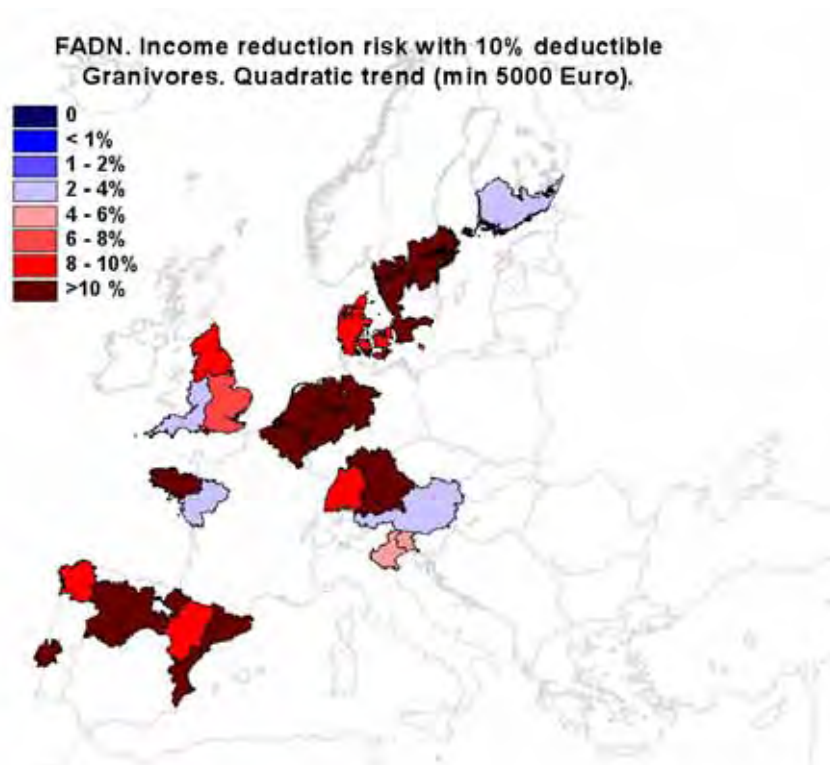 FADN. Income reduction risk with 10% deductible
Granivores. Quadratic trend (min 5000 Euro).
0
< 1%
1 - 2%
2 - 4%
4 - 6%
6 - 8%
8 - 10%
>10 %